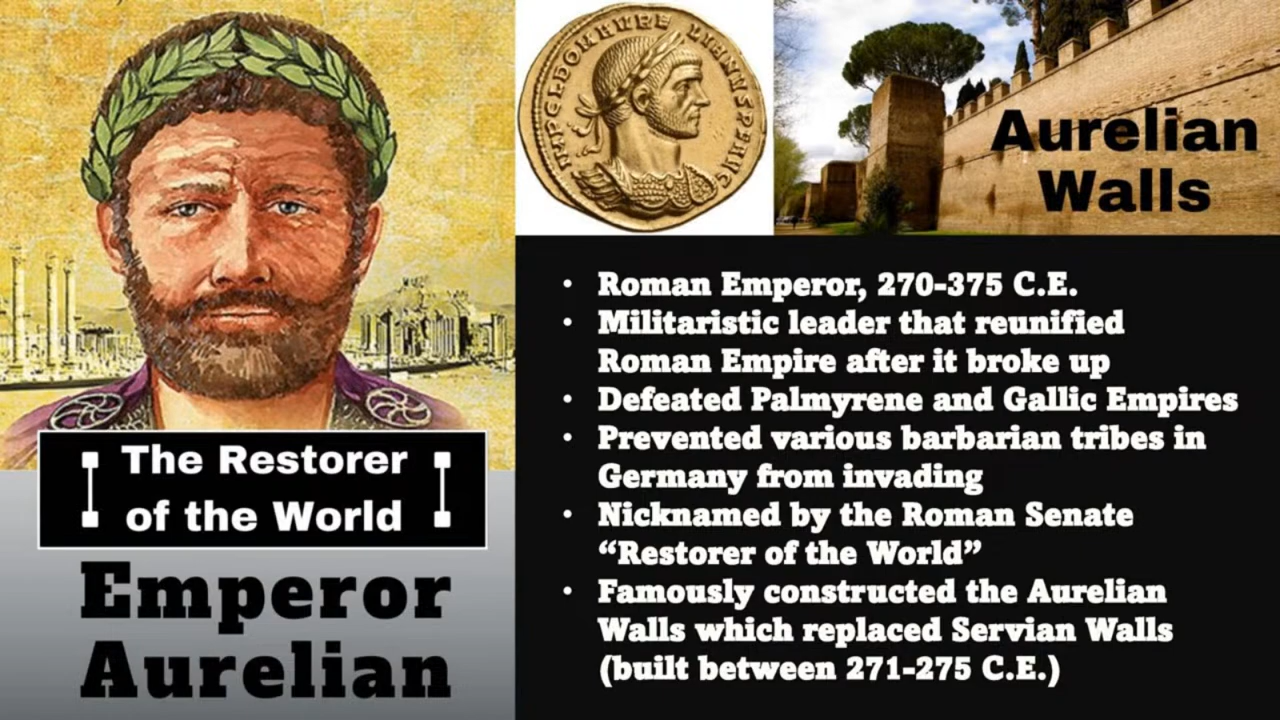 The Restorer
of the World
Emperor
Aurelian
Aurelian
Walls
• Roman Emperor, 270-375 C.E.
• Militaristic leader that reunified
Roman Empire after it broke up
• Defeated Palmyrene and Gallic Empires
• Prevented various barbarian tribes in
Germany from invading
• Nicknamed by the Roman Senate
“Restorer of the World”
• Famously constructed the Aurelian
Walls which replaced Servian Walls
(built between 271-275 C.E.)